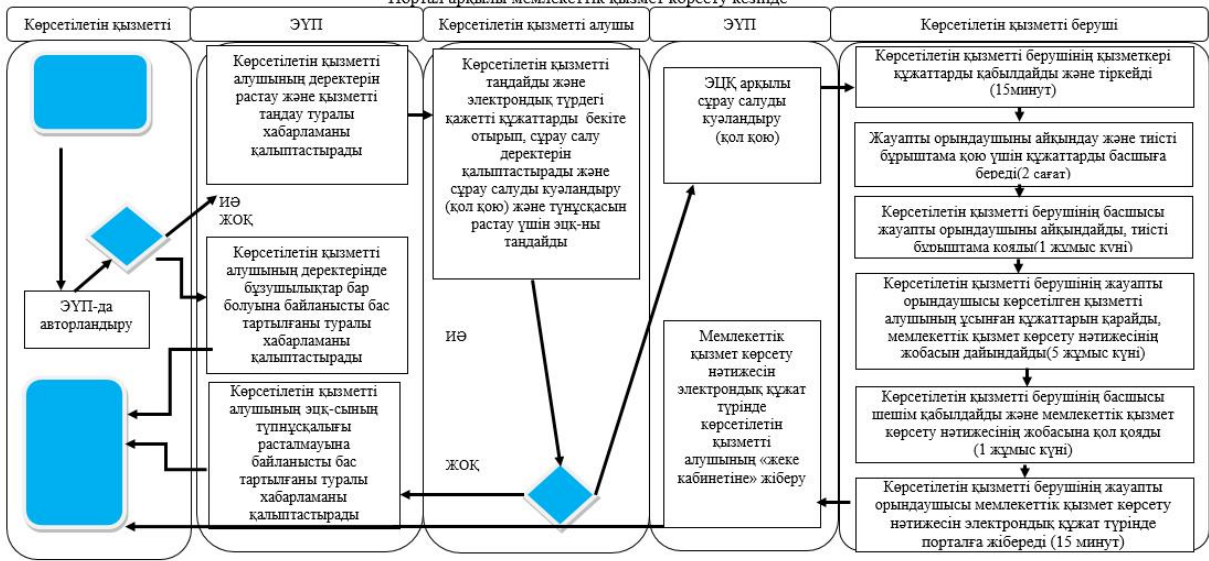 Портал арқылы мемлекеттік қызмет көрсету кезінде
Көрсетілетін қызметті
ЭҮП
Көрсетілетін қызметті алушы
ЭҮП
Көрсетілетін қызметті беруші
ЭҮП-да
авторландыру
Көрсетілетін қызметті
алушының деректерін
растау және қызметті
таңдау туралы
хабарламаны
қалыптастырады
ИӘ
ЖОҚ
Көрсетілетін қызметті
алушының деректерінде
бұзушылықтар бар
болуына байланысты бас
тартылғаны туралы
хабарламаны
қалыптастырады
Көрсетілетін қызметті
алушының эцқ-сының
түпнұсқалығы
расталмауына
байланысты бас
тартылғаны туралы
хабарламаны
қалыптастырады
Көрсетілетін қызметті
таңдайды және
электрондық түрдегі
қажетті құжаттарды бекіте
отырып, сұрау салу
деректерін
қалыптастырады және
сұрау салуды куәландыру
(қол қою) және түнұсқасын
растау үшін эцқ-ны
таңдайды
ИӘ
ЖОҚ
ЭЦҚ арқылы
сұрау салуды
куәландыру
(қол қою)
Мемлекеттік
қызмет көрсету
нәтижесін
электрондық құжат
түрінде
көрсетілетін
қызметті
алушының «жеке
кабинетіне» жіберу
Көрсетілетін қызметті берушінің қызметкері
құжаттарды қабылдайды және тіркейді
(15минут)
Жауапты орындаушыны айқындау және тиісті
бұрыштама қою үшін құжаттарды басшыға
береді(2 сағат)
Көрсетілетін қызметті берушінің басшысы
жауапты орындаушыны айқындайды, тиісті
бұрыштама қояды(1 жұмыс күні)
Көрсетілетін қызметті берушінің жауапты
орындаушысы көрсетілген қызметті
алушының ұсынған құжаттарын қарайды,
мемлекеттік қызмет көрсету нәтижесінің
жобасын дайындайды(5 жұмыс күні)
Көрсетілетін қызметті берушінің басшысы
шешім қабылдайды және мемлекеттік қызмет
көрсету нәтижесінің жобасына қол қояды
(1 жұмыс күні)
Көрсетілетін қызметті берушінің жауапты
орындаушысы мемлекеттік қызмет көрсету
нәтижесін электрондық құжат түрінде
порталға жібереді (15 минут)